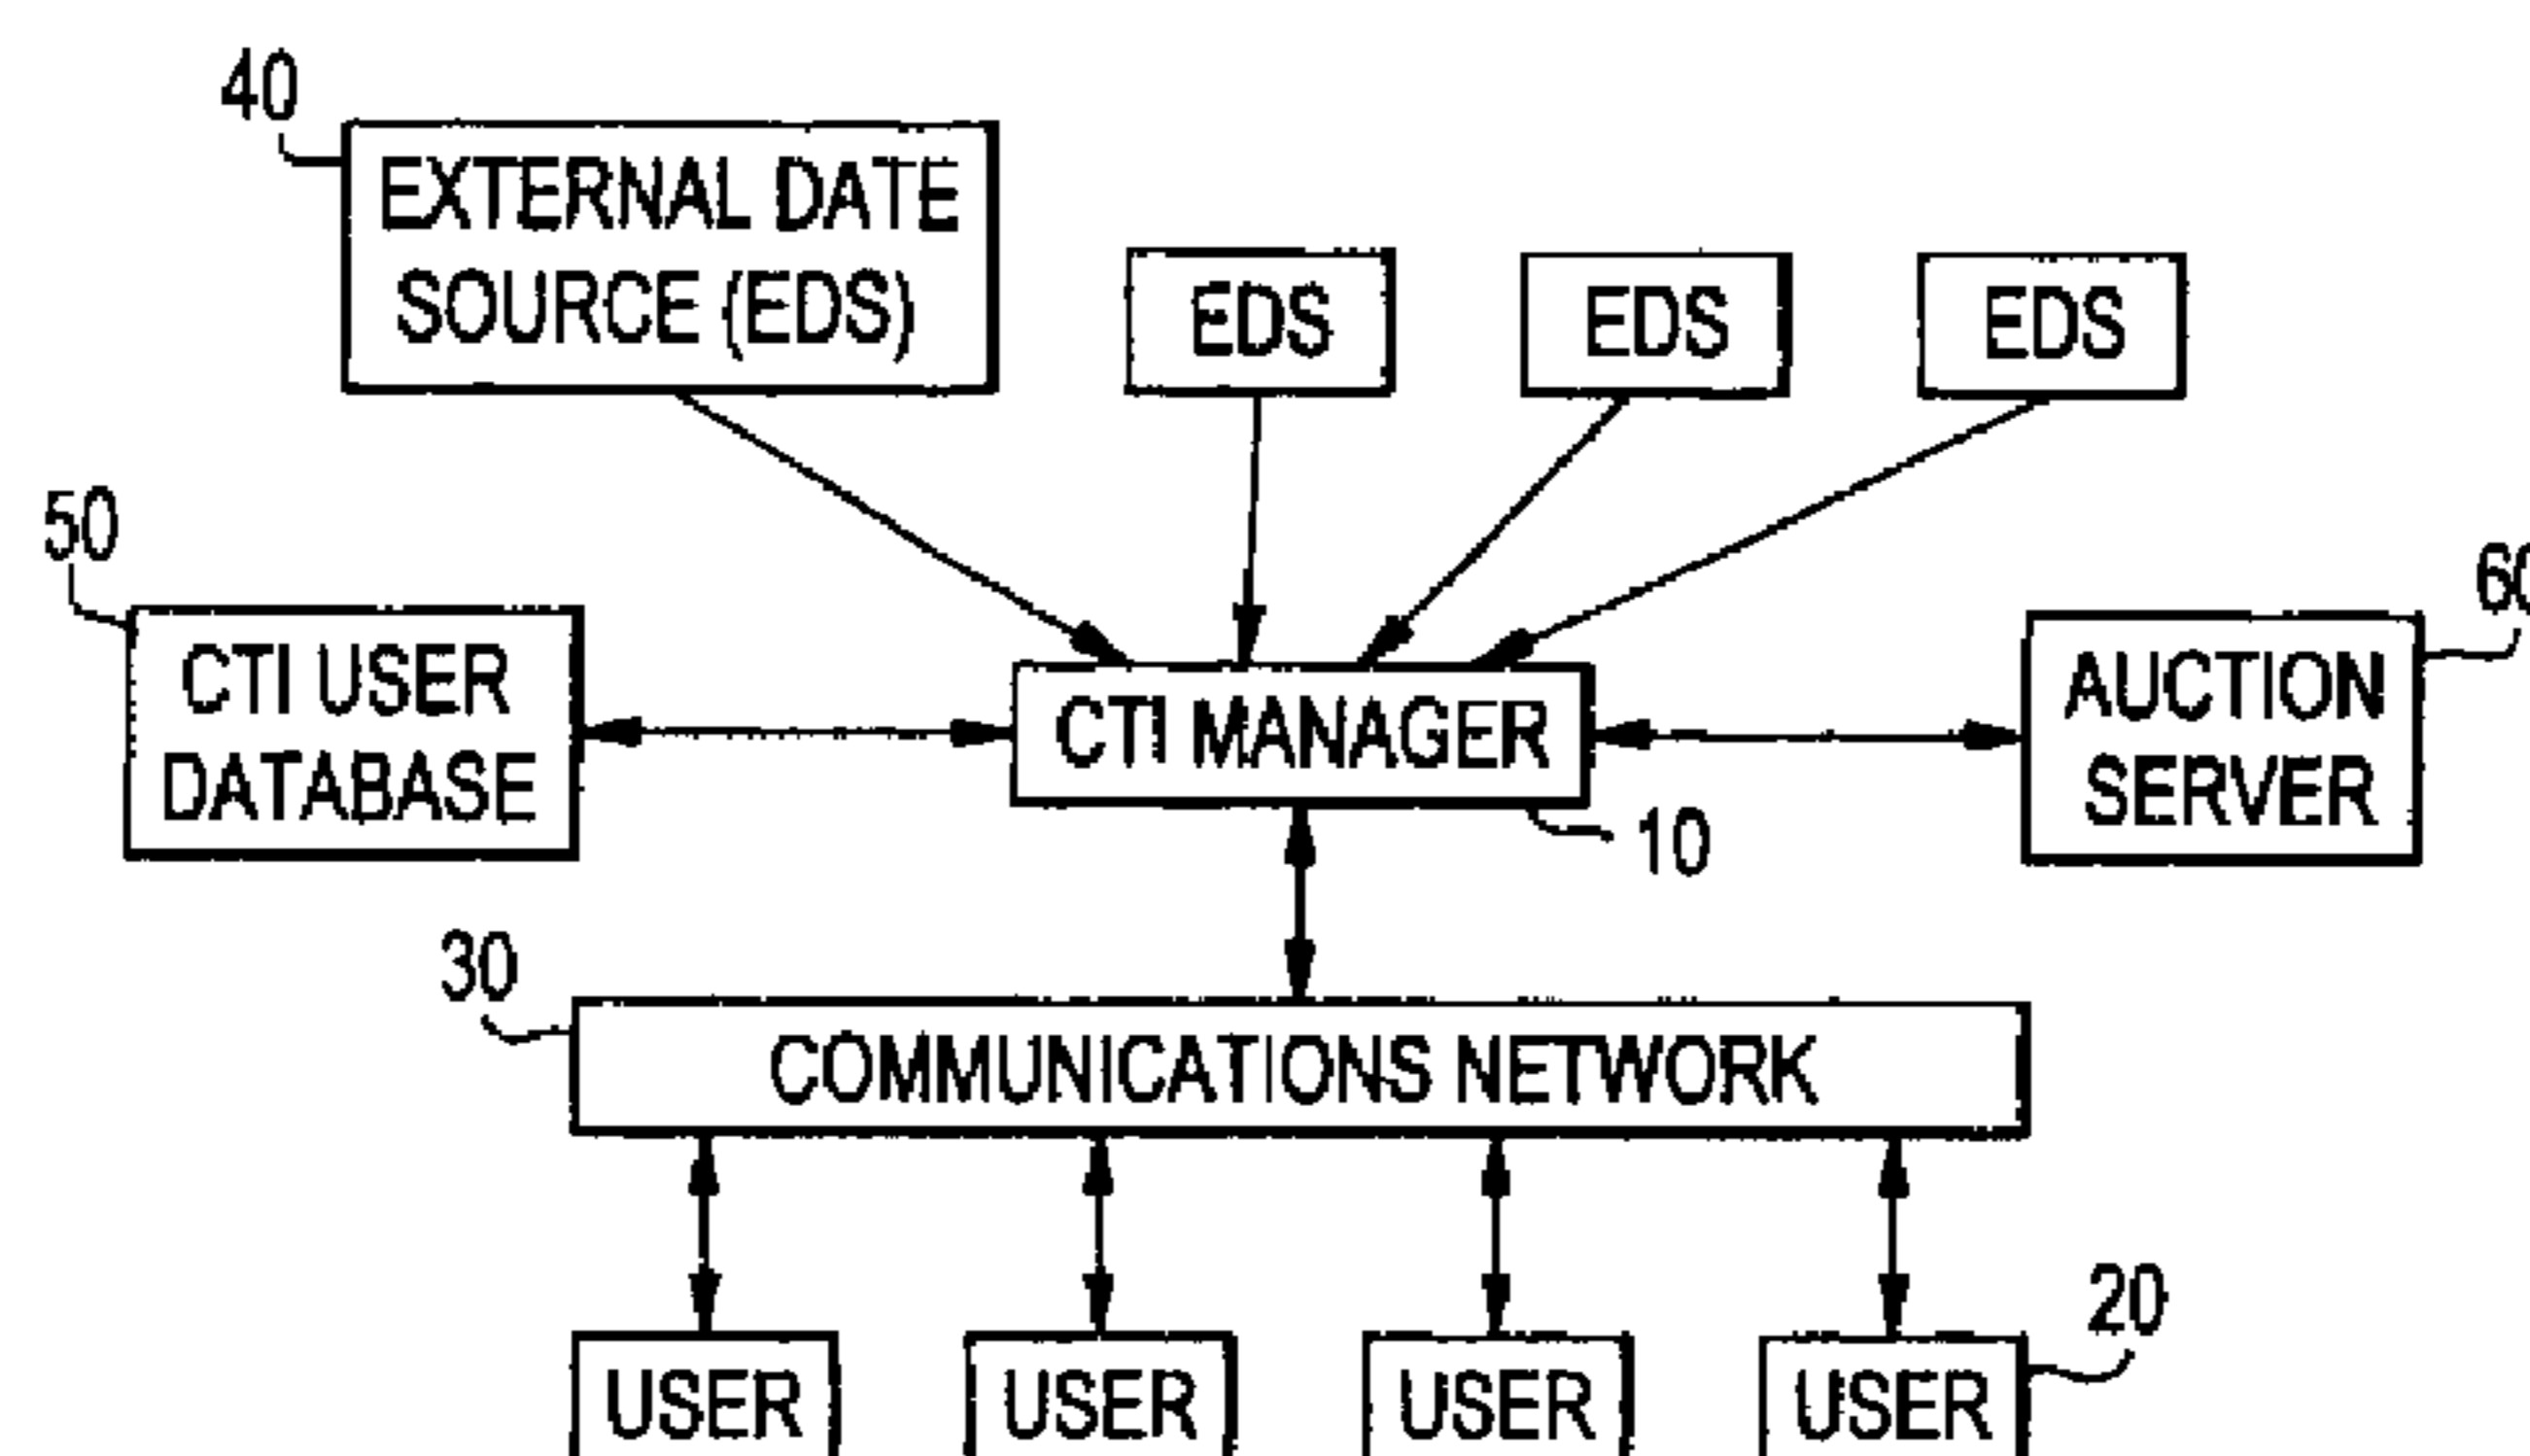 40
EXTERNAL DATE
SOURCE (EDS)
EDS
EDS
EDS
50
60
CTI USER
DATABASE
CTI MANAGER
AUCTION
SERVER
10
30
COMMUNICATIONS NETWORK
20
USER
USER
USER
USER